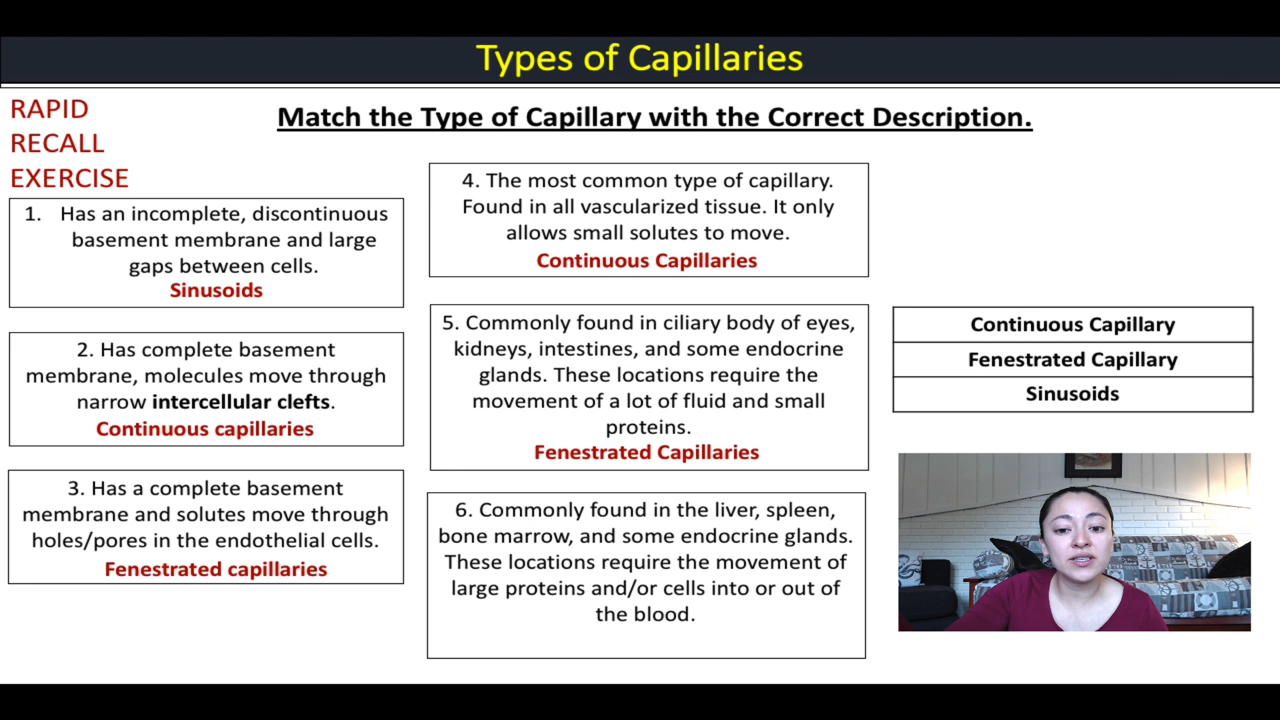 Types of Capillaries
RAPID
RECALL
EXERCISE
Match the Type of Capillary with the Correct Description.
1. Has an incomplete, discontinuous
basement membrane and large
gaps between cells.
Sinusoids
2. Has complete basement
membrane, molecules move through
narrow intercellular clefts.
Continuous capillaries
3. Has a complete basement
membrane and solutes move through
holes/pores in the endothelial cells.
Fenestrated capillaries
4. The most common type of capillary.
Found in all vascularized tissue. It only
allows small solutes to move.
Continuous Capillaries
5. Commonly found in ciliary body of eyes,
kidneys, intestines, and some endocrine
glands. These locations require the
movement of a lot of fluid and small
proteins.
Fenestrated Capillaries
6. Commonly found in the liver, spleen,
bone marrow, and some endocrine glands.
These locations require the movement of
large proteins and/or cells into or out of
the blood.
Continuous Capillary
Fenestrated Capillary
Sinusoids